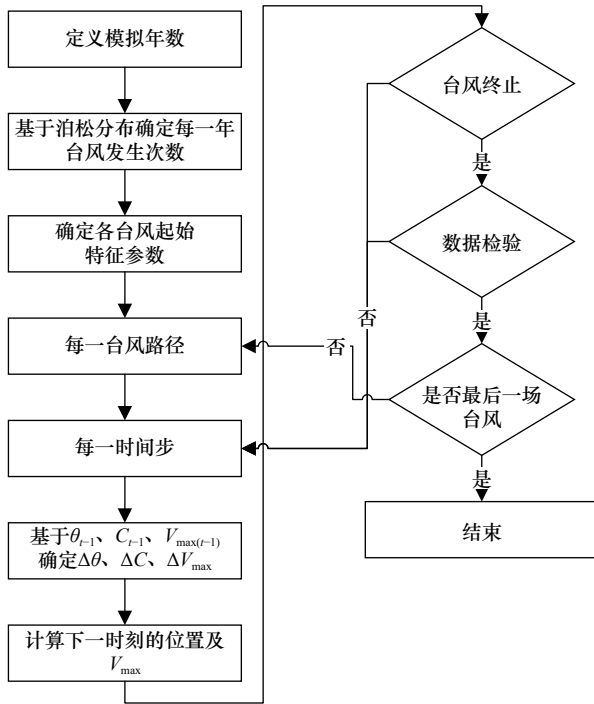 定义模拟年数
基于泊松分布确定每一年
台风发生次数
确定各台风起始
特征参数
每一台风路径
每一时间步
基于θt−1、Ct−1、Vmax(t−1)
确定Δθ、ΔC、ΔVmax
计算下一时刻的位置及
Vmax
台风终止
是
数据检验
是
否
否
是否最后一场
台风
是
结束